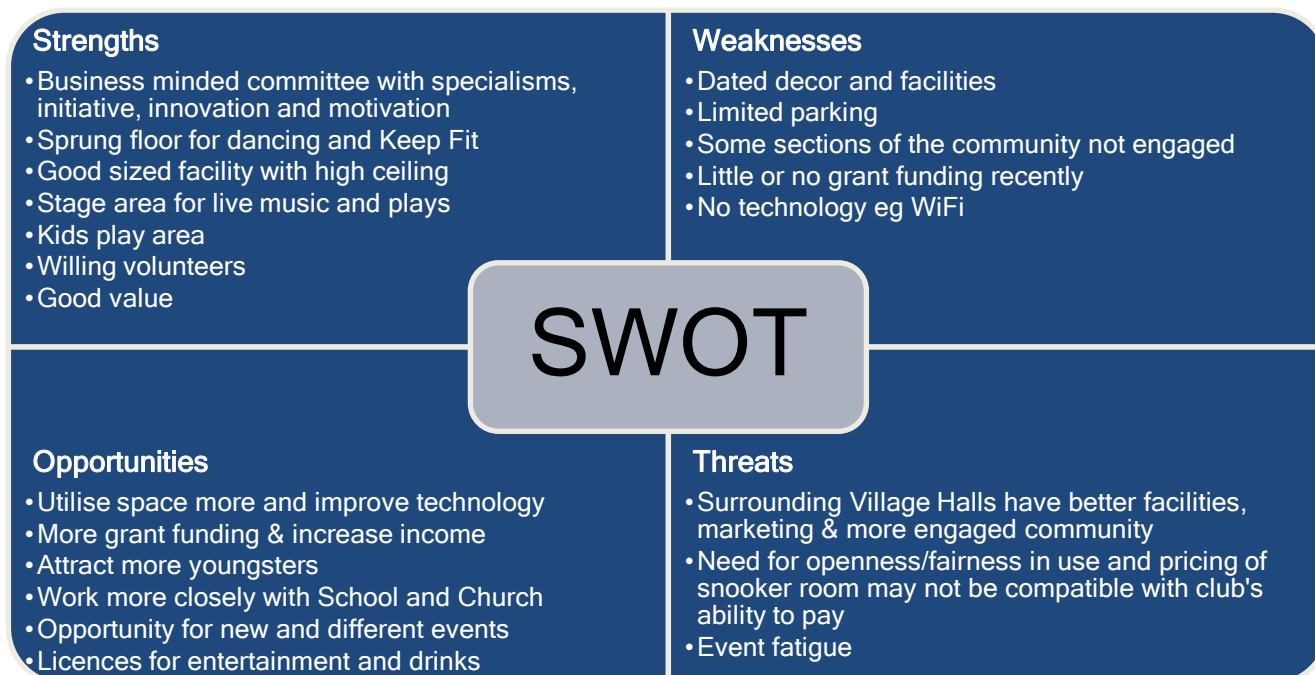 Strengths
•Business minded committee with specialisms,
initiative, innovation and motivation
•Sprung floor for dancing and Keep Fit
•Good sized facility with high ceiling
•Stage area for live music and plays
•Kids play area
•Willing volunteers
•Good value
Weaknesses
•Dated decor and facilities
•Limited parking
•Some sections of the community not engaged
•Little or no grant funding recently
•No technology eg WiFi
SWOT
Opportunities
•Utilise space more and improve technology
•More grant funding & increase income
•Attract more youngsters
•Work more closely with School and Church
•Opportunity for new and different events
•Licences for entertainment and drinks
Threats
•Surrounding Village Halls have better facilities,
marketing & more engaged community
•Need for openness/fairness in use and pricing of
snooker room may not be compatible with club's
ability to pay
•Event fatigue